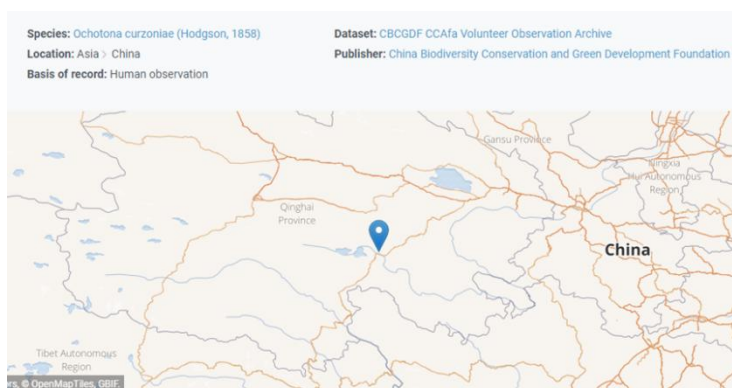 Species: Ochotona curzoniae (Hodgson, 1858)
Location: Asia > China
Basis of record: Human observation
Dataset: CBCGDF CCAfa Volunteer Observation Archive
Publisher: China Biodiversity Conservation and Green Development Foundation
Gansu Province
Ningxia
Hui Autonomous
Region
Qinghai
Province
China
Tibet Autonomous
Region
rs, © OpenMapTiles, GBIF.